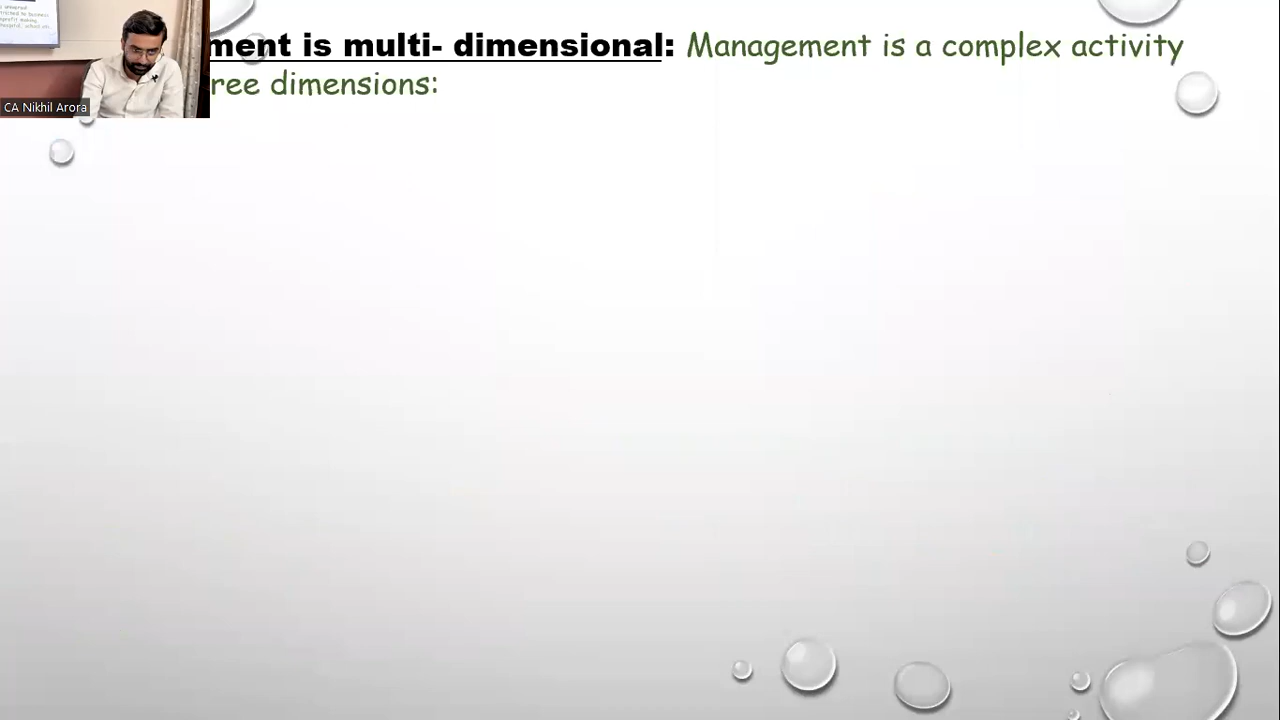 ment is multi- dimensional: Management is a complex activity
ree dimensions:
CA Nikhil Arora